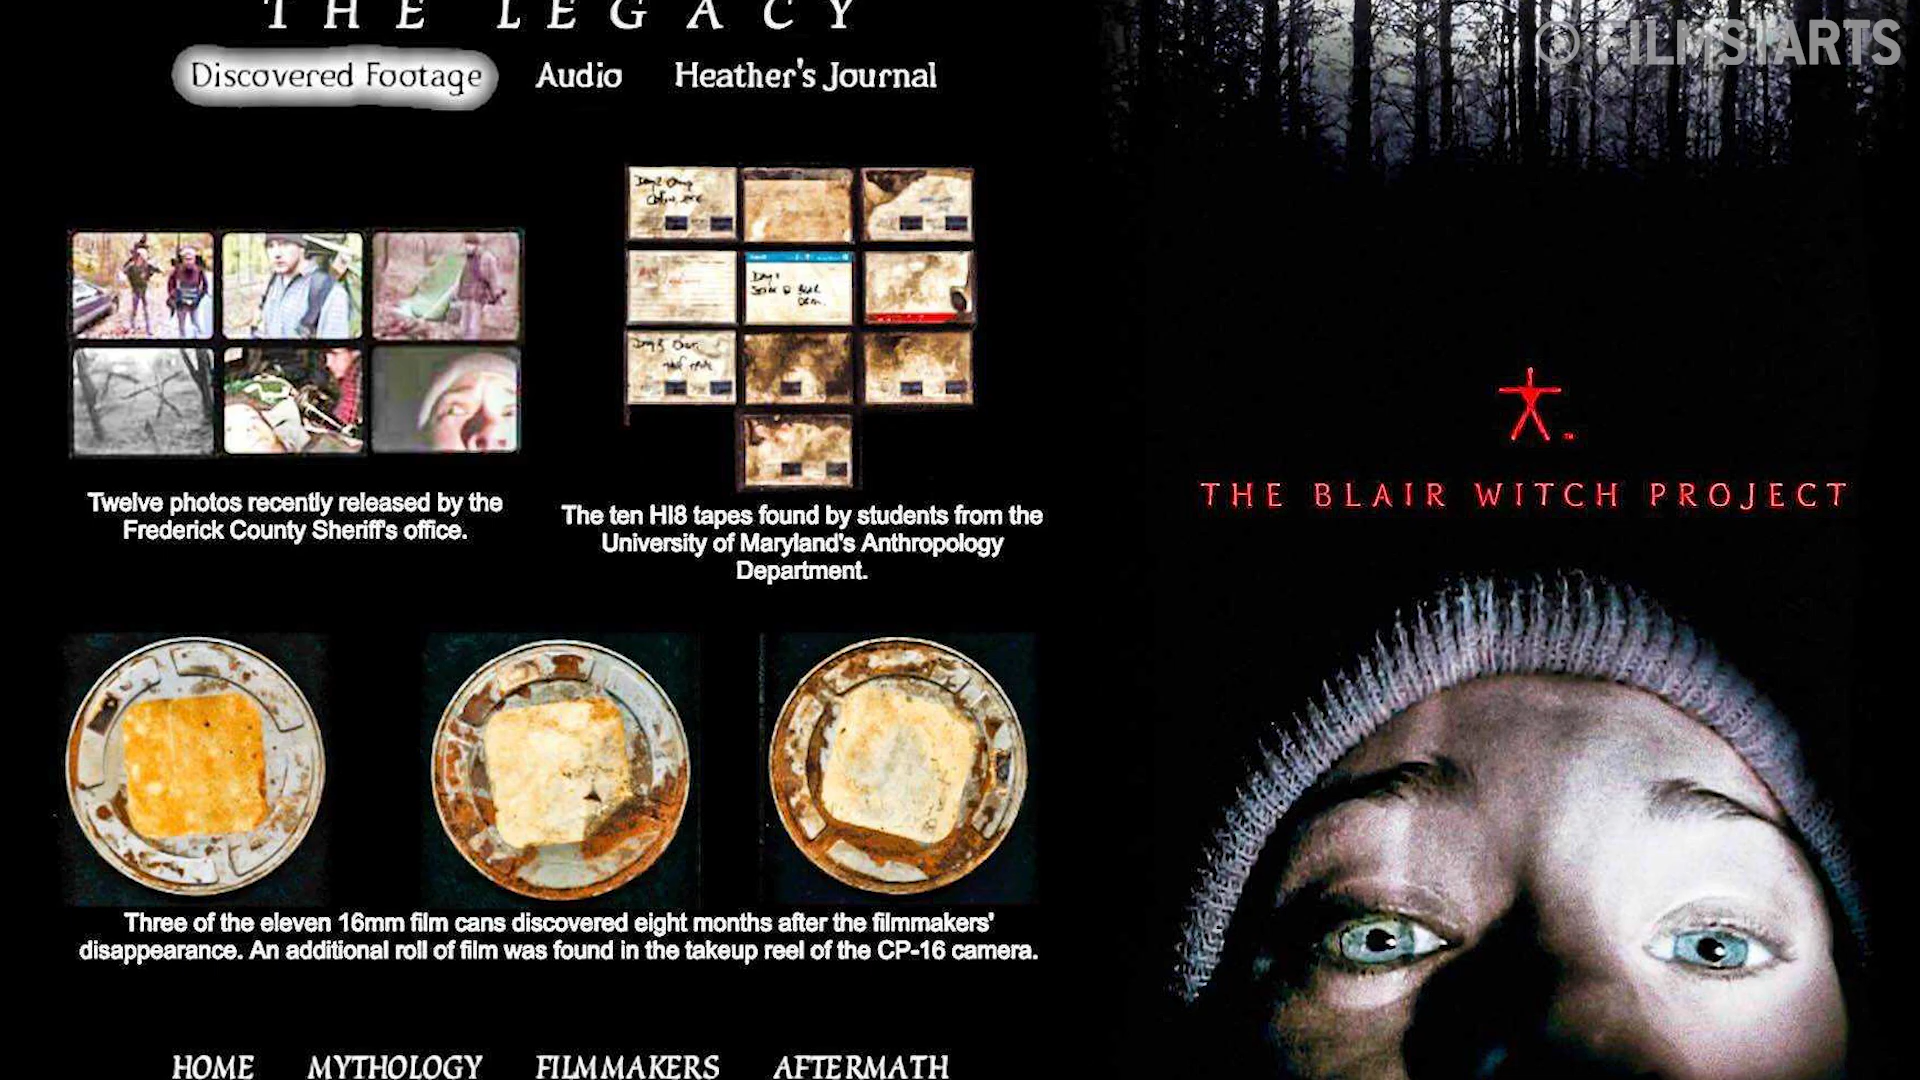 THE LEGACY
FILMSTARTS
Discovered Footage Audio Heather's Journal
Twelve photos recently released by the
Frederick County Sheriff's office.
The ten HI8 tapes found by students from the
University of Maryland's Anthropology
Department.
THE BLAIR WITCH PROJECT
Three of the eleven 16mm film cans discovered eight months after the filmmakers'
disappearance. An additional roll of film was found in the takeup reel of the CP-16 camera.
HOME MYTHOLOGY FILMMAKERS AFTERMATH